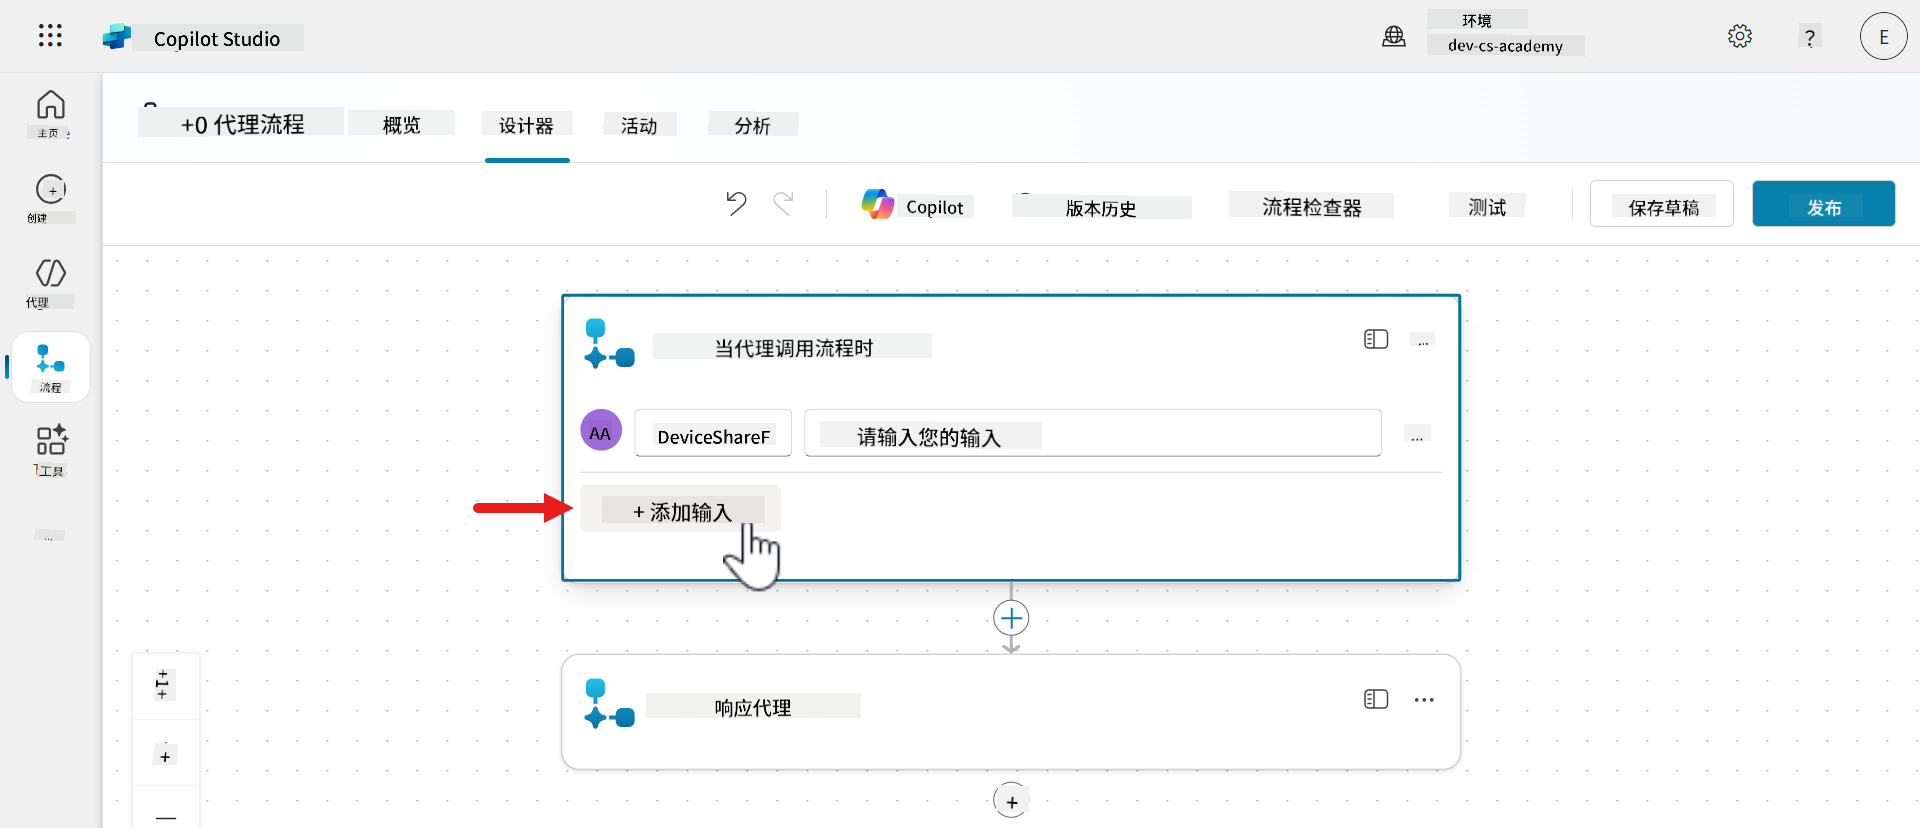 Copilot Studio
环境
dev-cs-academy
?
E
主页
创建
代理
流程
工具
...
+0 代理流程
概览
设计器
活动
分析
Copilot
版本历史
流程检查器
测试
保存草稿
发布
当代理调用流程时
...
AA
DeviceShareF
请输入您的输入
...
+ 添加输入
响应代理